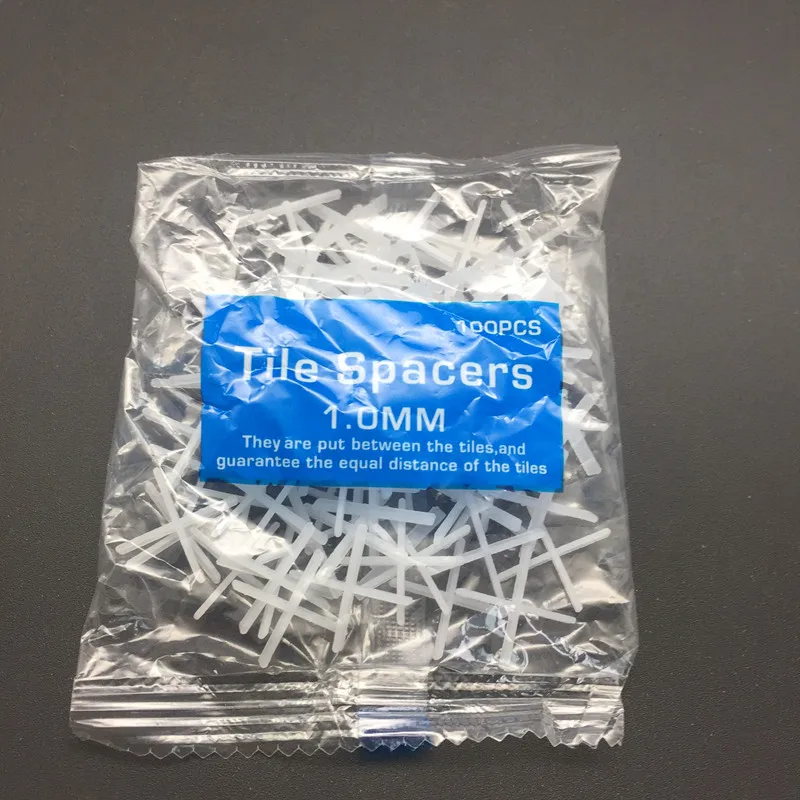 100PCS
Tile Spacers
1.0MM
They are put between the tiles,and
guarantee the equal distance of the tiles